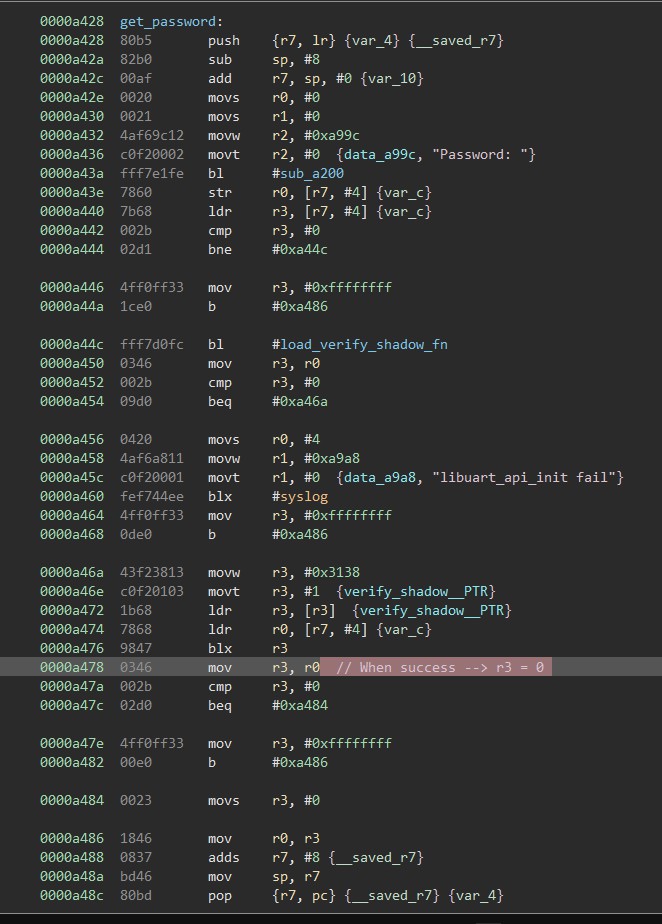 0000a428 get_password:
0000a428 80b5 push {r7, lr} {var_4} {__saved_r7}
0000a42a 82b0 sub sp, #8
0000a42c 00af add r7, sp, #0 {var_10}
0000a42e 0020 movs r0, #0
0000a430 0021 movs r1, #0
0000a432 4af69c12 movw r2, #0xa99c
0000a436 c0f20002 movt r2, #0 {data_a99c, "Password: "}
0000a43a fff7e1fe bl #sub_a200
0000a43e 7860 str r0, [r7, #4] {var_c}
0000a440 7b68 ldr r3, [r7, #4] {var_c}
0000a442 002b cmp r3, #0
0000a444 02d1 bne #0xa44c
0000a446 4ff0ff33 mov r3, #0xffffffff
0000a44a 1ce0 b #0xa486
0000a44c fff7d0fc bl #load_verify_shadow_fn
0000a450 0346 mov r3, r0
0000a452 002b cmp r3, #0
0000a454 09d0 beq #0xa46a
0000a456 0420 movs r0, #4
0000a458 4af6a811 movw r1, #0xa9a8
0000a45c c0f20001 movt r1, #0 {data_a9a8, "libuart_api_init fail"}
0000a460 fef744ee blx #syslog
0000a464 4ff0ff33 mov r3, #0xffffffff
0000a468 0de0 b #0xa486
0000a46a 43f23813 movw r3, #0x3138
0000a46e c0f20103 movt r3, #1 {verify_shadow__PTR}
0000a472 1b68 ldr r3, [r3] {verify_shadow__PTR}
0000a474 7868 ldr r0, [r7, #4] {var_c}
0000a476 9847 blx r3
0000a478 0346 mov r3, r0 // When success --> r3 = 0
0000a47a 002b cmp r3, #0
0000a47c 02d0 beq #0xa484
0000a47e 4ff0ff33 mov r3, #0xffffffff
0000a482 00e0 b #0xa486
0000a484 0023 movs r3, #0
0000a486 1846 mov r0, r3
0000a488 0837 adds r7, #8 {__saved_r7}
0000a48a bd46 mov sp, r7
0000a48c 80bd pop {r7, pc} {__saved_r7} {var_4}